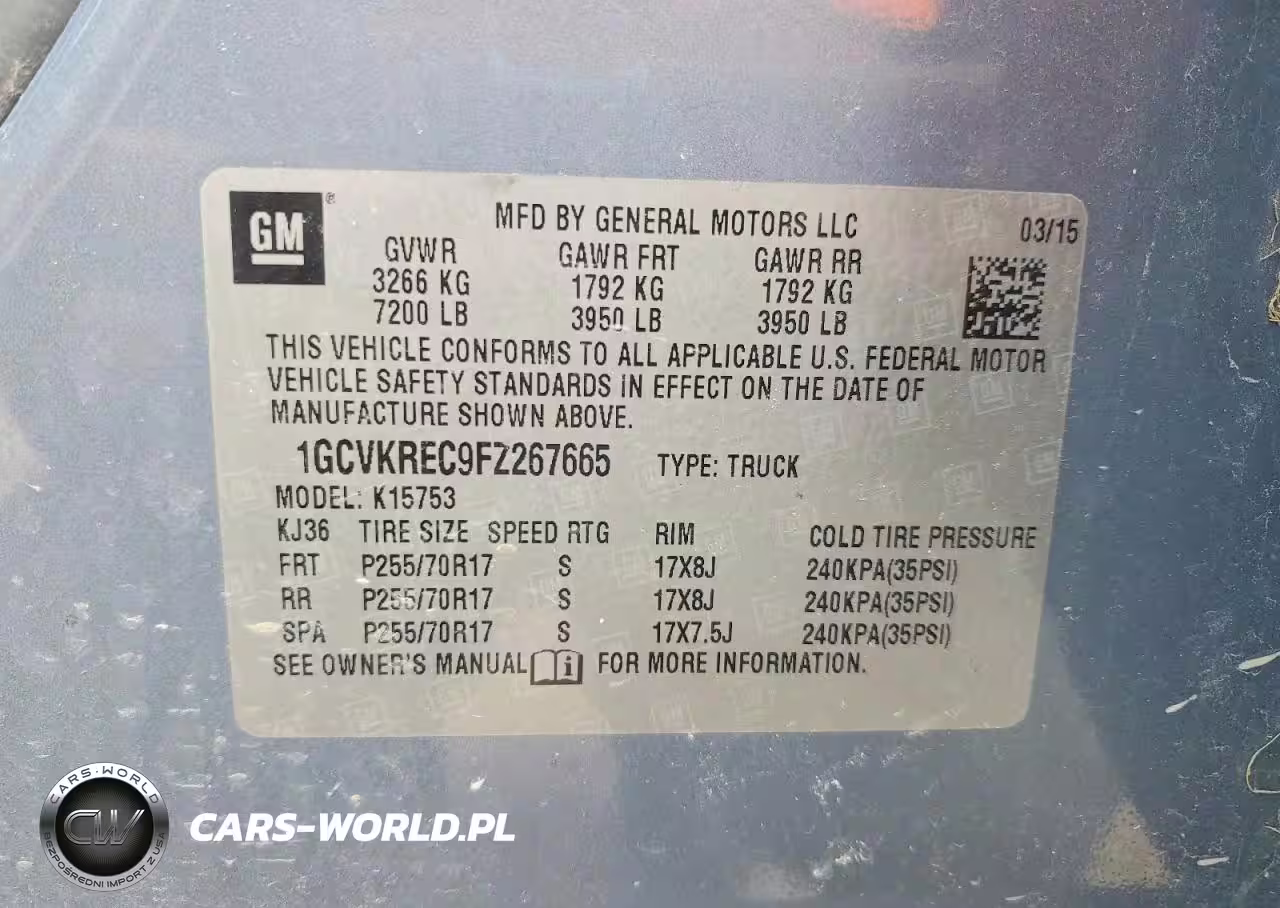 GM ®
MFD BY GENERAL MOTORS LLC
03/15
GVWR GAWR FRT GAWR RR
3266 KG 1792 KG 1792 KG
7200 LB 3950 LB 3950 LB
THIS VEHICLE CONFORMS TO ALL APPLICABLE U.S. FEDERAL MOTOR
VEHICLE SAFETY STANDARDS IN EFFECT ON THE DATE OF
MANUFACTURE SHOWN ABOVE.
1GCVKREC9FZ267665 TYPE: TRUCK
MODEL: K15753
KJ36 TIRE SIZE SPEED RTG RIM COLD TIRE PRESSURE
FRT P255/70R17 S 17X8J 240KPA(35PSI)
RR P255/70R17 S 17X8J 240KPA(35PSI)
SPA P255/70R17 S 17X7.5J 240KPA(35PSI)
SEE OWNER'S MANUAL FOR MORE INFORMATION.
CARS-WORLD
CW
BEZPOŚREDNI IMPORT Z USA
CARS-WORLD.PL